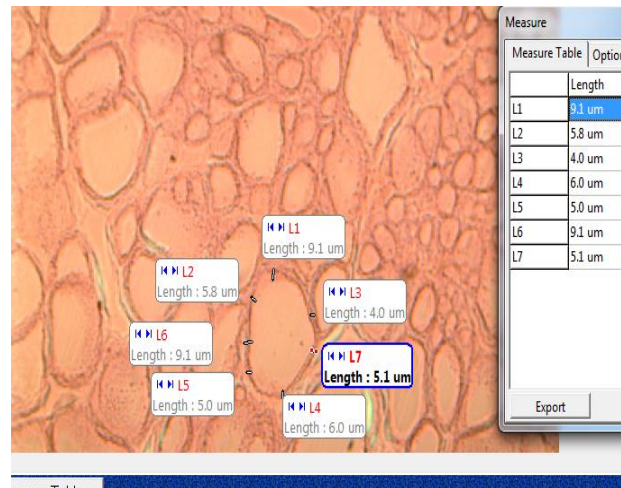 Measure
Measure Table
Length
L1 9.1 um
L2 5.8 um
L3 4.0 um
L4 6.0 um
L5 5.0 um
L6 9.1 um
L7 5.1 um
Export
L1
Length : 9.1 um
L2
Length : 5.8 um
L3
Length : 4.0 um
L6
Length : 9.1 um
L7
Length : 5.1 um
L5
Length : 5.0 um
L4
Length : 6.0 um